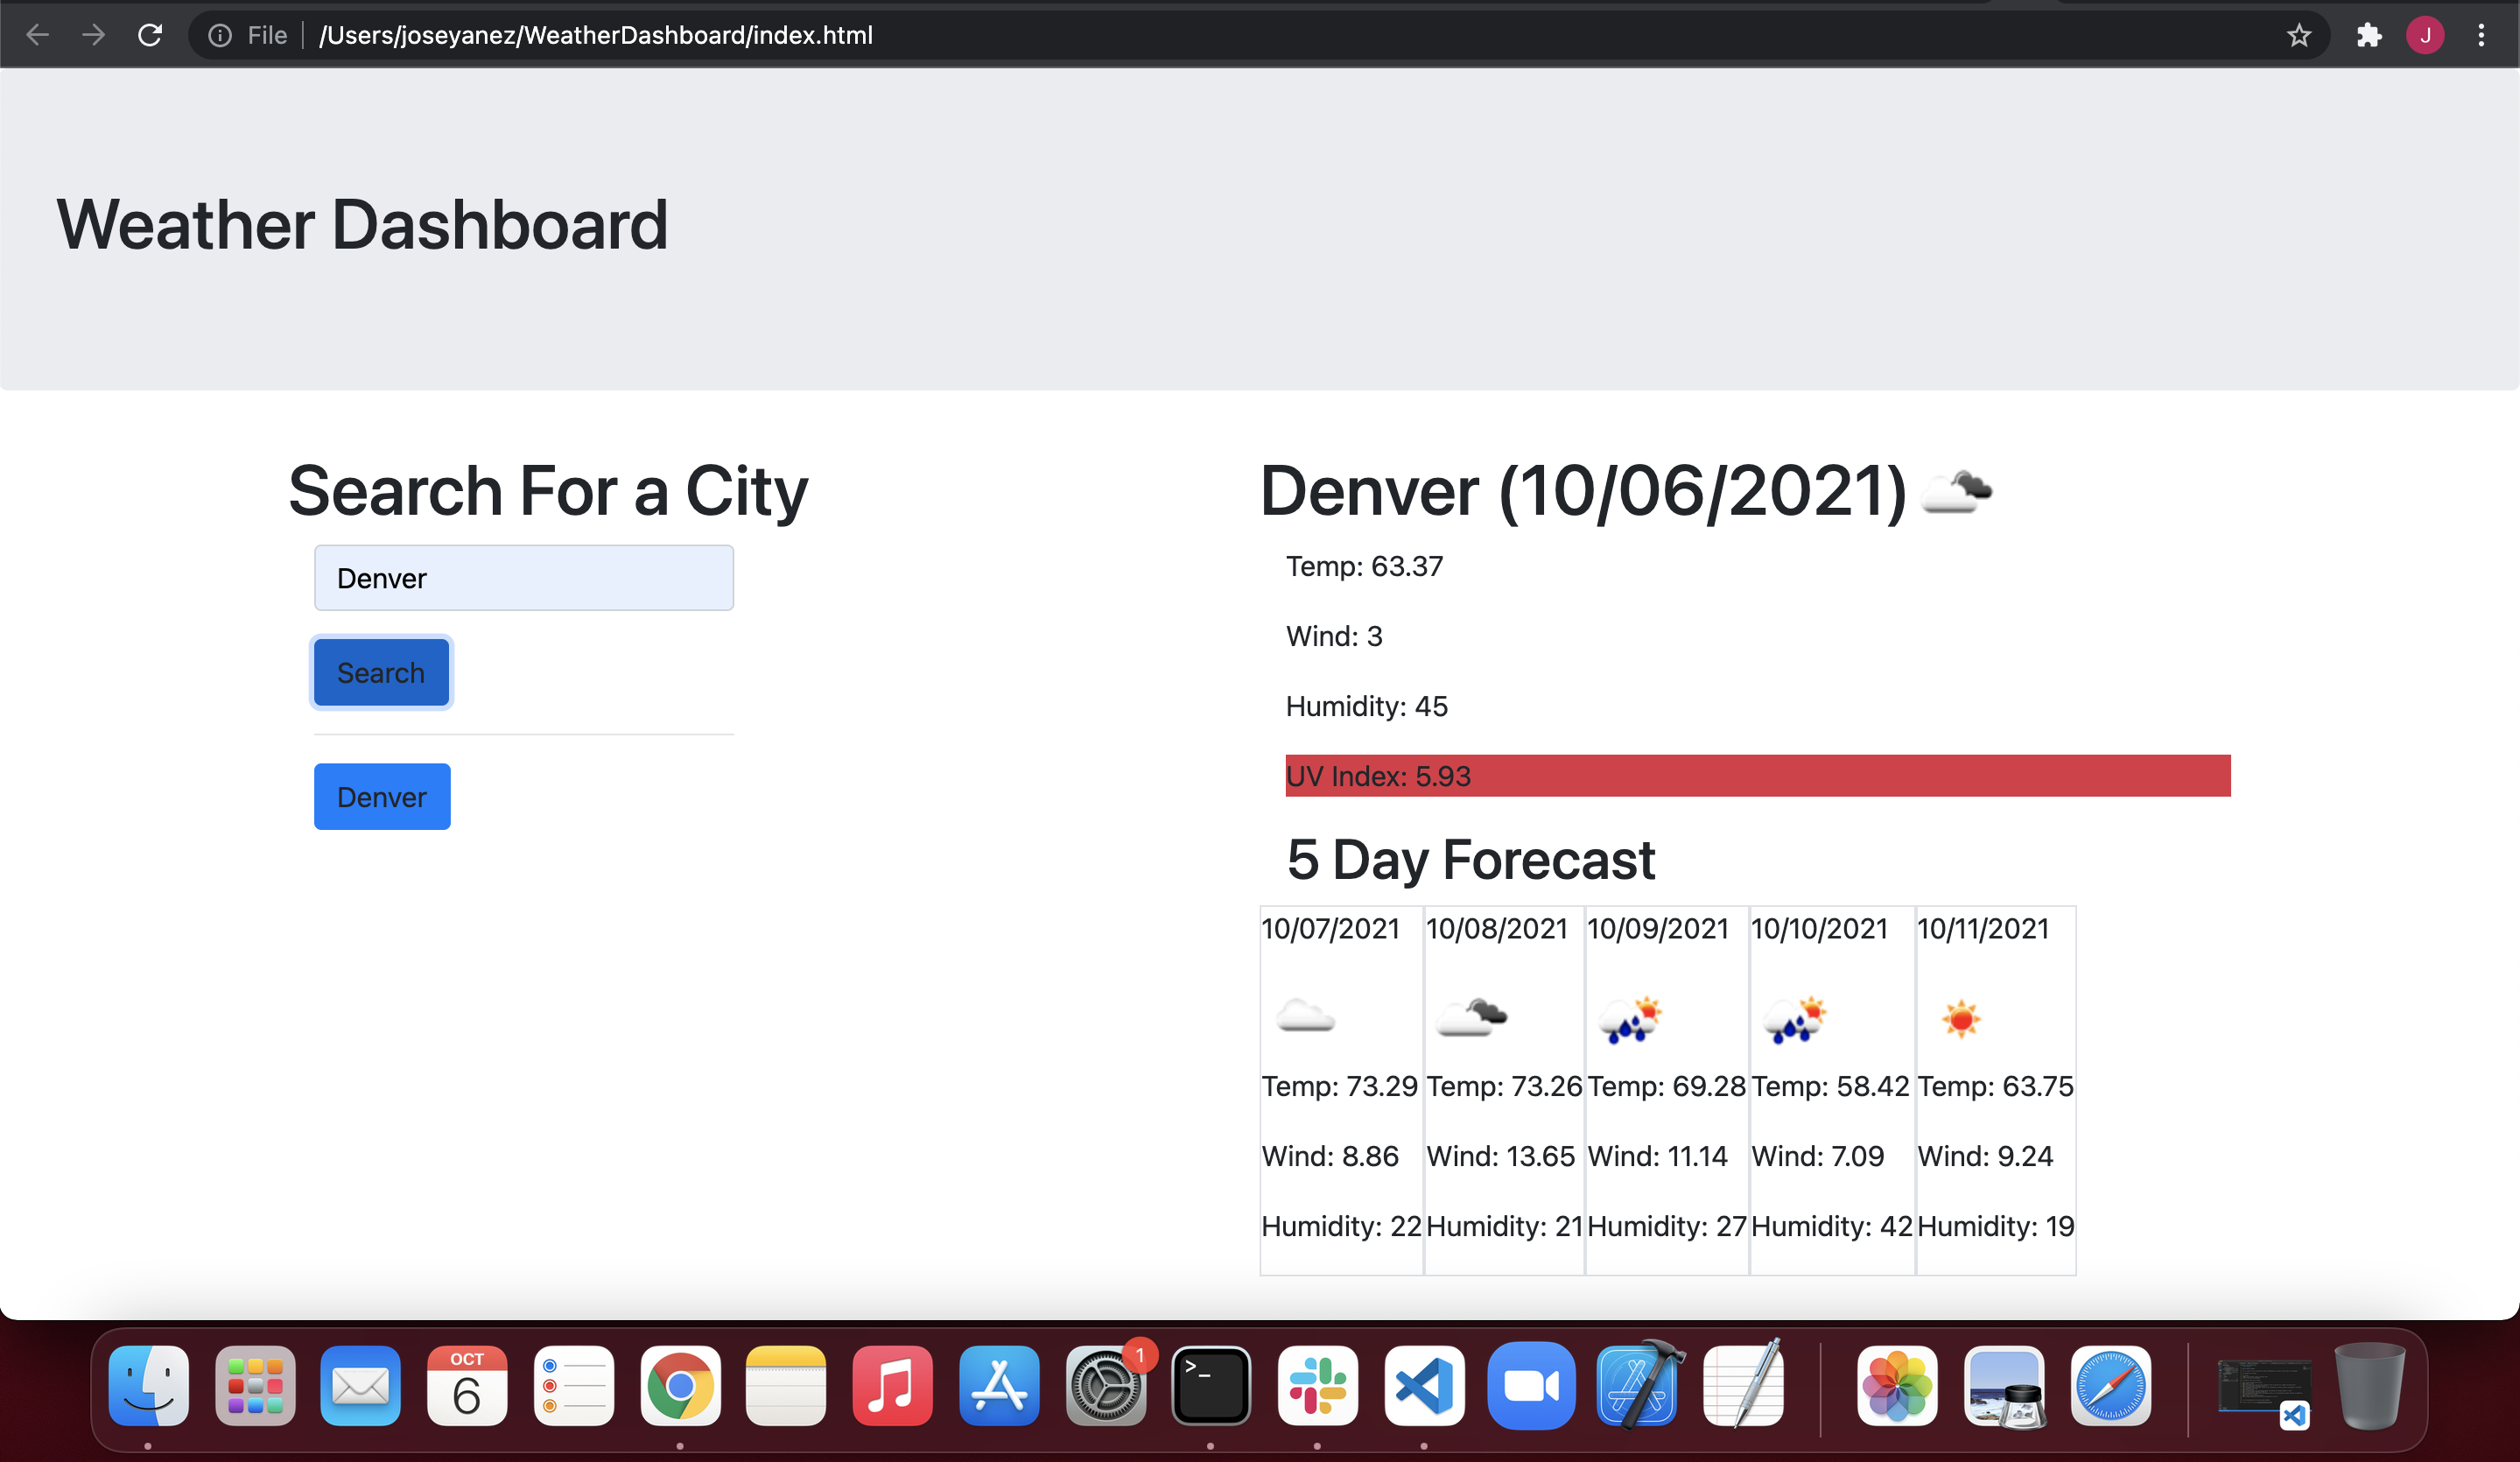 File /Users/joseyanez/WeatherDashboard/index.html
J
Weather Dashboard
Search For a City
Denver
Search
Denver
Denver (10/06/2021)
Temp: 63.37
Wind: 3
Humidity: 45
UV Index: 5.93
5 Day Forecast
10/07/2021 10/08/2021 10/09/2021 10/10/2021 10/11/2021
Temp: 73.29 Temp: 73.26 Temp: 69.28 Temp: 58.42 Temp: 63.75
Wind: 8.86 Wind: 13.65 Wind: 11.14 Wind: 7.09 Wind: 9.24
Humidity: 22 Humidity: 21 Humidity: 27 Humidity: 42 Humidity: 19
OCT
6
1
>_